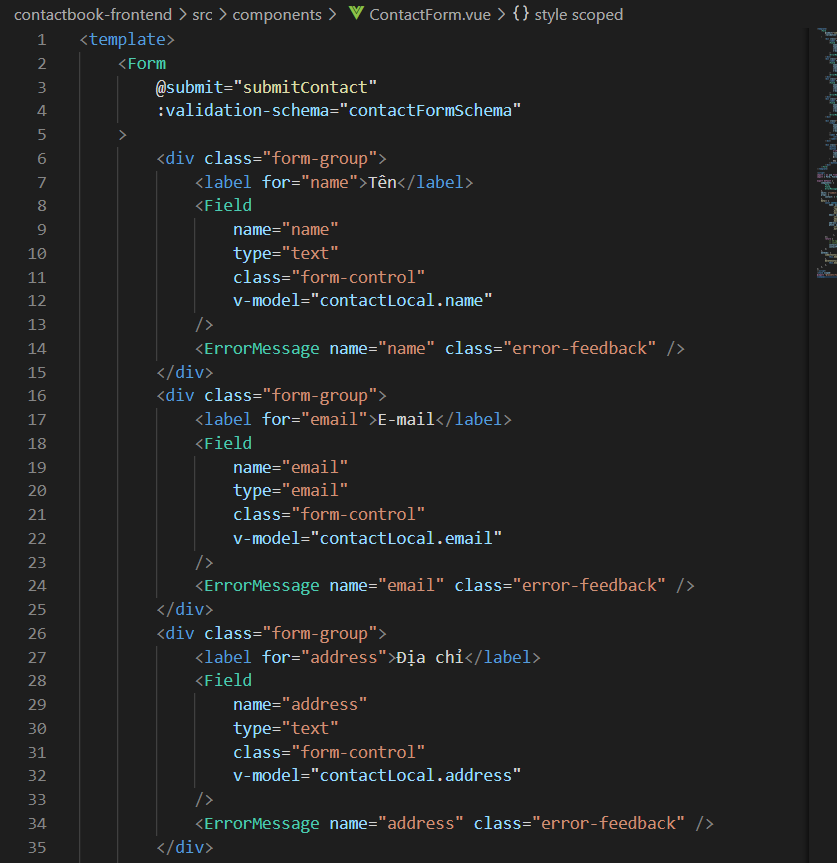 contactbook-frontend > src > components > ContactForm.vue > {} style scoped
1 <template>
2 <Form
3 @submit="submitContact"
4 :validation-schema="contactFormSchema"
5 >
6 <div class="form-group">
7 <label for="name">Tên</label>
8 <Field
9 name="name"
10 type="text"
11 class="form-control"
12 v-model="contactLocal.name"
13 />
14 <ErrorMessage name="name" class="error-feedback" />
15 </div>
16 <div class="form-group">
17 <label for="email">E-mail</label>
18 <Field
19 name="email"
20 type="email"
21 class="form-control"
22 v-model="contactLocal.email"
23 />
24 <ErrorMessage name="email" class="error-feedback" />
25 </div>
26 <div class="form-group">
27 <label for="address">Địa chỉ</label>
28 <Field
29 name="address"
30 type="text"
31 class="form-control"
32 v-model="contactLocal.address"
33 />
34 <ErrorMessage name="address" class="error-feedback" />
35 </div>